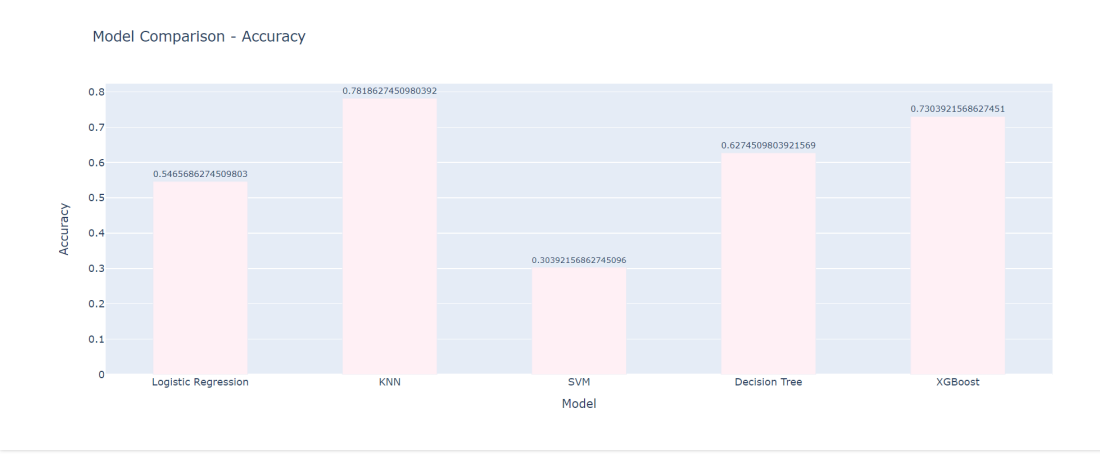 Model Comparison - Accuracy
0.8
0.7
0.6
0.5
0.4
0.3
0.2
0.1
0
Accuracy
0.5465686274509803
0.7818627450980392
0.30392156862745096
0.6274509803921569
0.7303921568627451
Logistic Regression
KNN
SVM
Decision Tree
XGBoost
Model